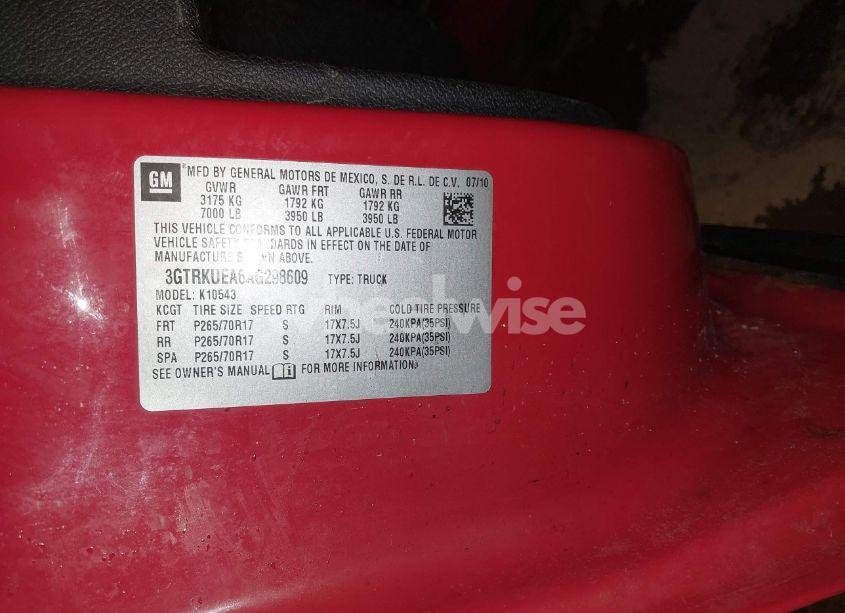 GM
® MFD BY GENERAL MOTORS DE MEXICO, S. DE R.L. DE C.V. 07/10
GVWR GAWR FRT GAWR RR
3175 KG 1792 KG 1792 KG
7000 LB 3950 LB 3950 LB
THIS VEHICLE CONFORMS TO ALL APPLICABLE U.S. FEDERAL MOTOR
VEHICLE SAFETY STANDARDS IN EFFECT ON THE DATE OF
MANUFACTURE SHOWN ABOVE.
3GTRKUEA6AG298609 TYPE: TRUCK
MODEL: K10543
KCGT TIRE SIZE SPEED RTG RIM COLD TIRE PRESSURE
FRT P265/70R17 S 17X7.5J 240KPA(35PSI)
RR P265/70R17 S 17X7.5J 240KPA(35PSI)
SPA P265/70R17 S 17X7.5J 240KPA(35PSI)
SEE OWNER'S MANUAL FOR MORE INFORMATION
wheelwise